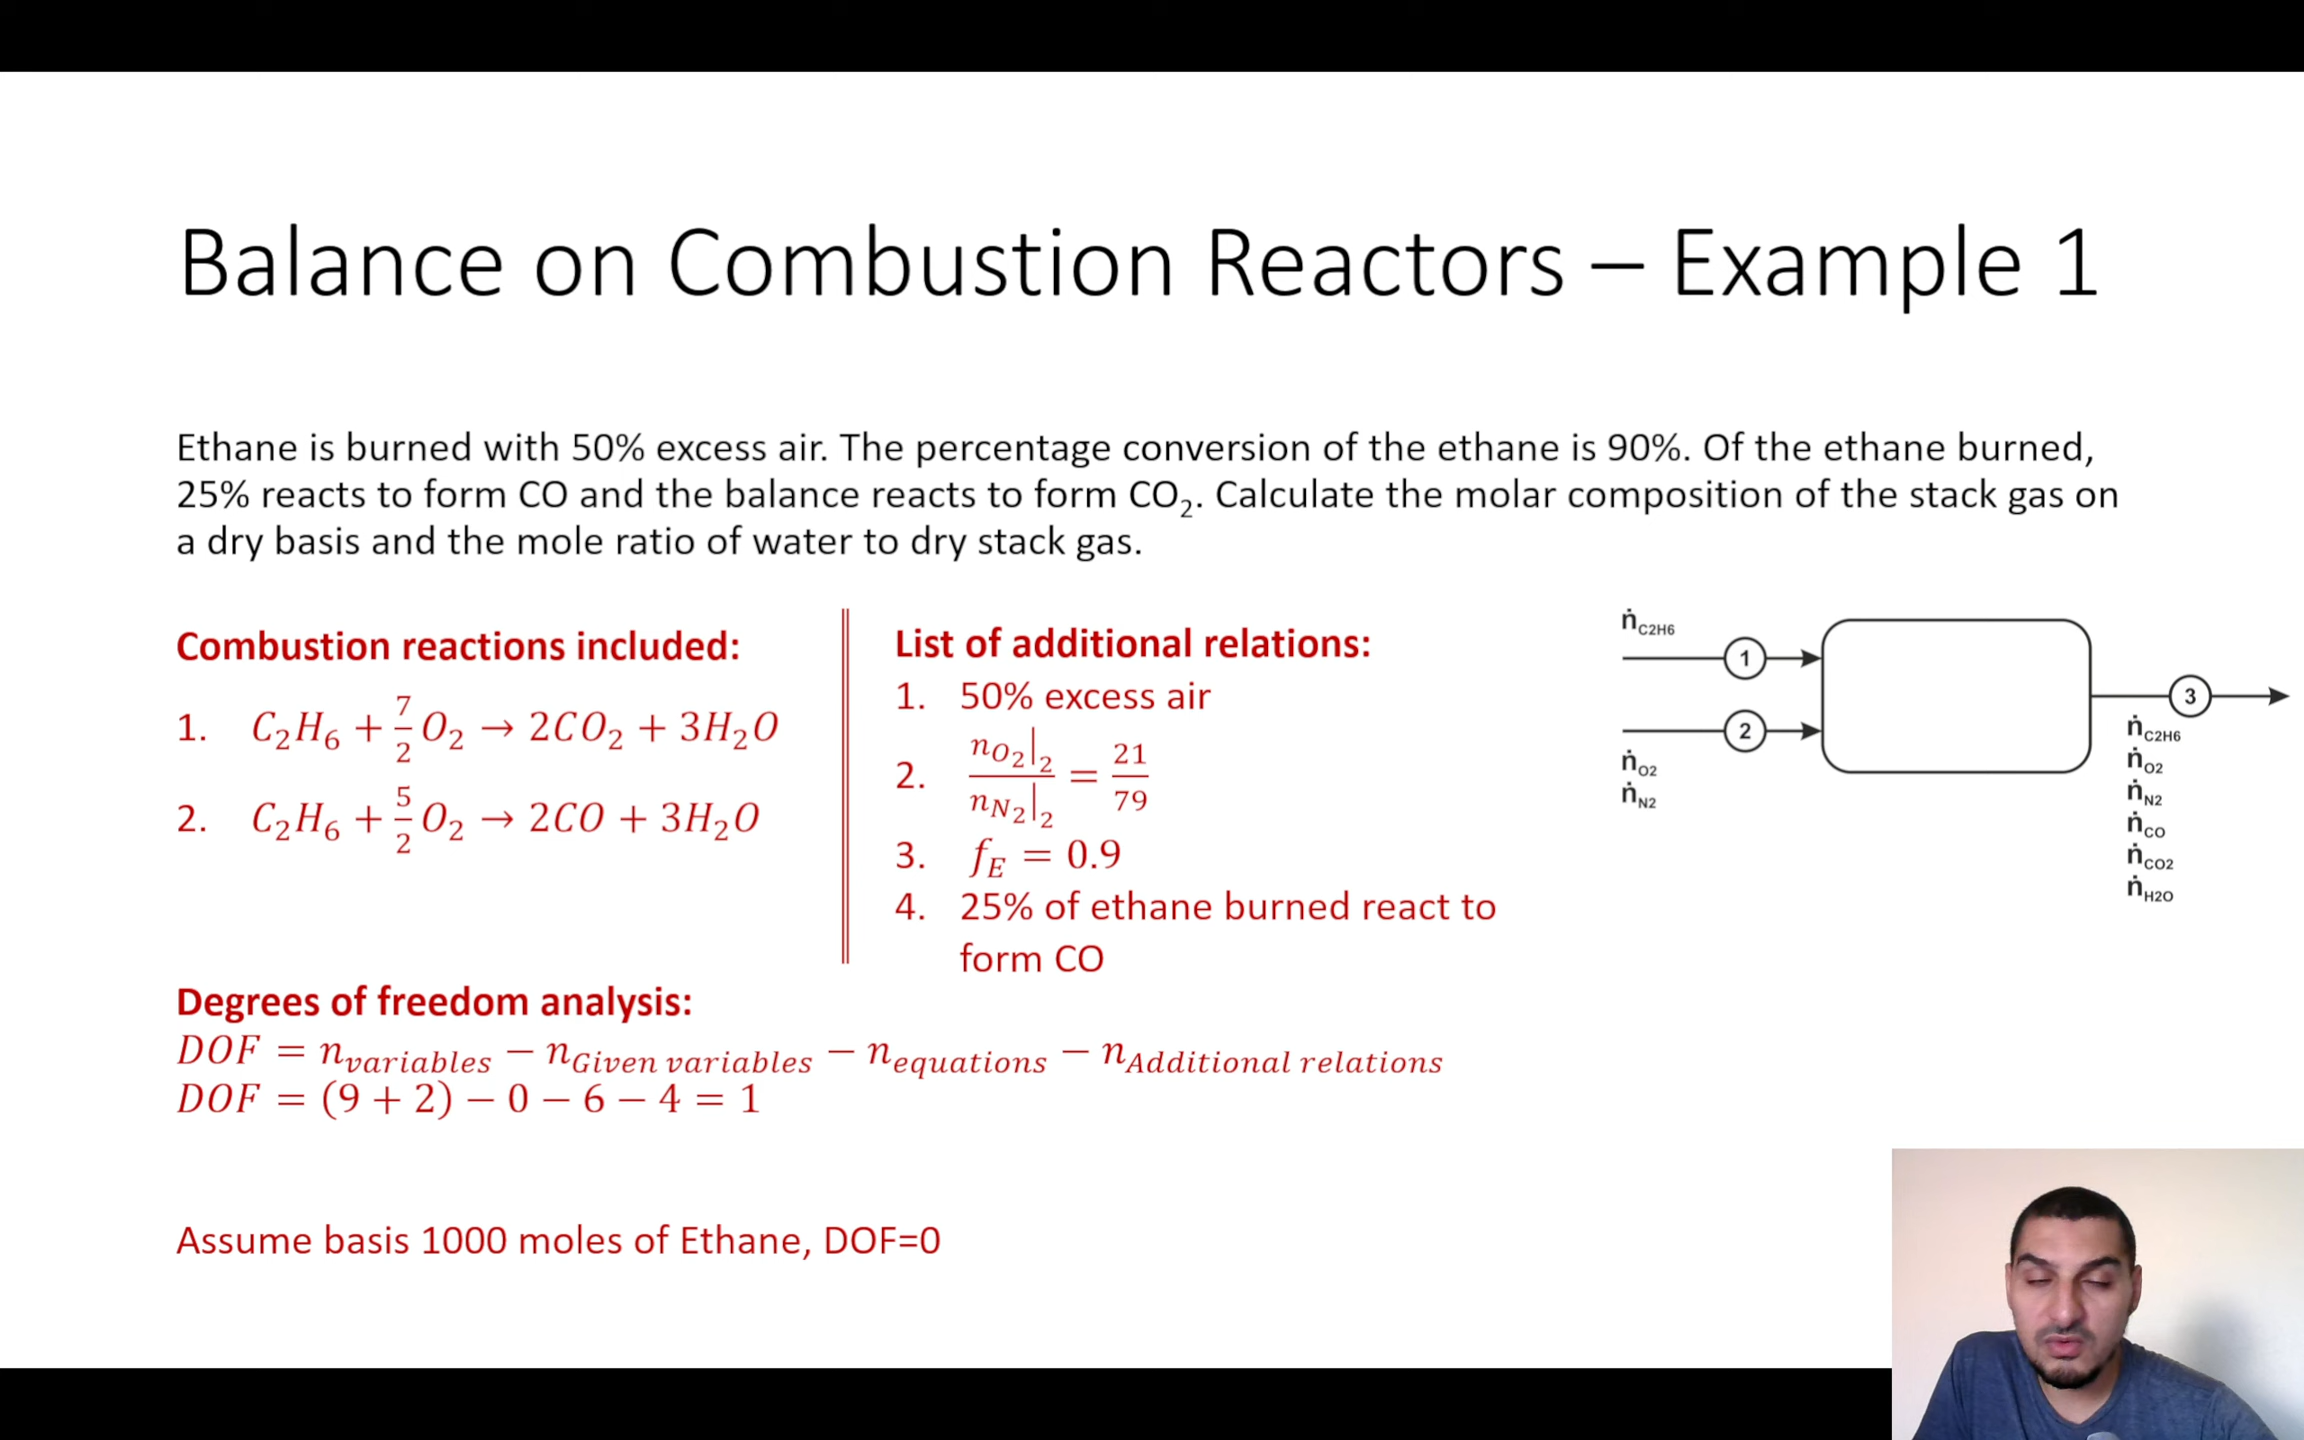 Balance on Combustion Reactors – Example 1
Ethane is burned with 50% excess air. The percentage conversion of the ethane is 90%. Of the ethane burned,
25% reacts to form CO and the balance reacts to form CO₂. Calculate the molar composition of the stack gas on
a dry basis and the mole ratio of water to dry stack gas.
Combustion reactions included:
1. C₂H₆ + 7/2 O₂ → 2CO₂ + 3H₂O
2. C₂H₆ + 5/2 O₂ → 2CO + 3H₂O
List of additional relations:
1. 50% excess air
2. n_O₂|₂ / n_N₂|₂ = 21/79
3. f_E = 0.9
4. 25% of ethane burned react to
form CO
ṅ_C2H6
1
2
ṅ_O2
ṅ_N2
3
ṅ_C2H6
ṅ_O2
ṅ_N2
ṅ_CO
ṅ_CO2
ṅ_H2O
Degrees of freedom analysis:
DOF = n_variables − n_Given variables − n_equations − n_Additional relations
DOF = (9 + 2) − 0 − 6 − 4 = 1
Assume basis 1000 moles of Ethane, DOF=0